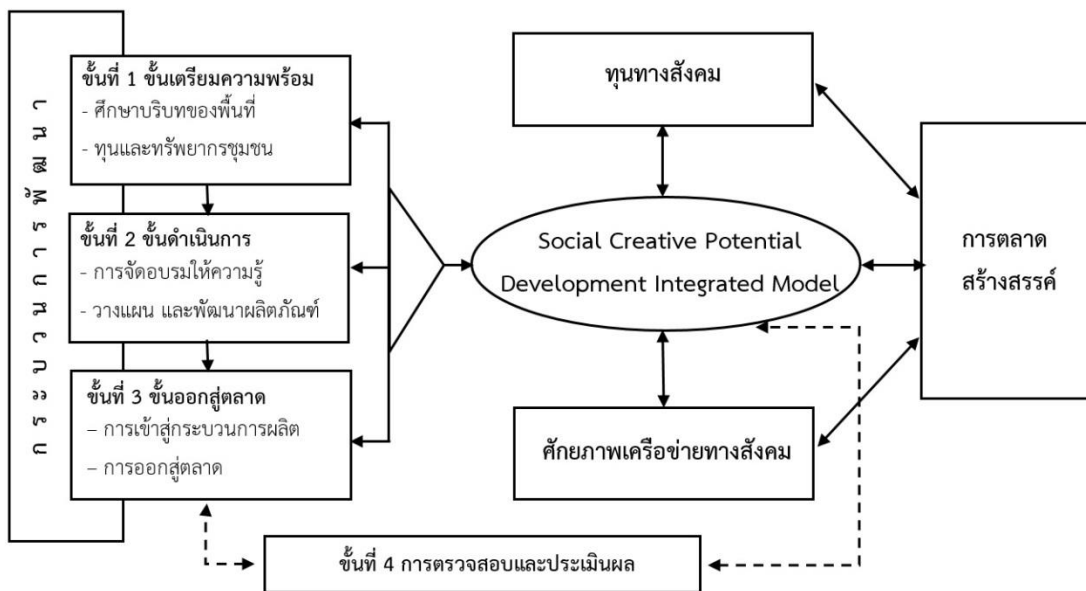 กระบวนการพัฒนา
ขั้นที่ 1 ขั้นเตรียมความพร้อม
- ศึกษาบริบทของพื้นที่
- ทุนและทรัพยากรชุมชน
ขั้นที่ 2 ขั้นดำเนินการ
- การจัดอบรมให้ความรู้
- วางแผน และพัฒนาผลิตภัณฑ์
ขั้นที่ 3 ขั้นออกสู่ตลาด
– การเข้าสู่กระบวนการผลิต
– การออกสู่ตลาด
ทุนทางสังคม
Social Creative Potential
Development Integrated Model
ศักยภาพเครือข่ายทางสังคม
การตลาด
สร้างสรรค์
ขั้นที่ 4 การตรวจสอบและประเมินผล